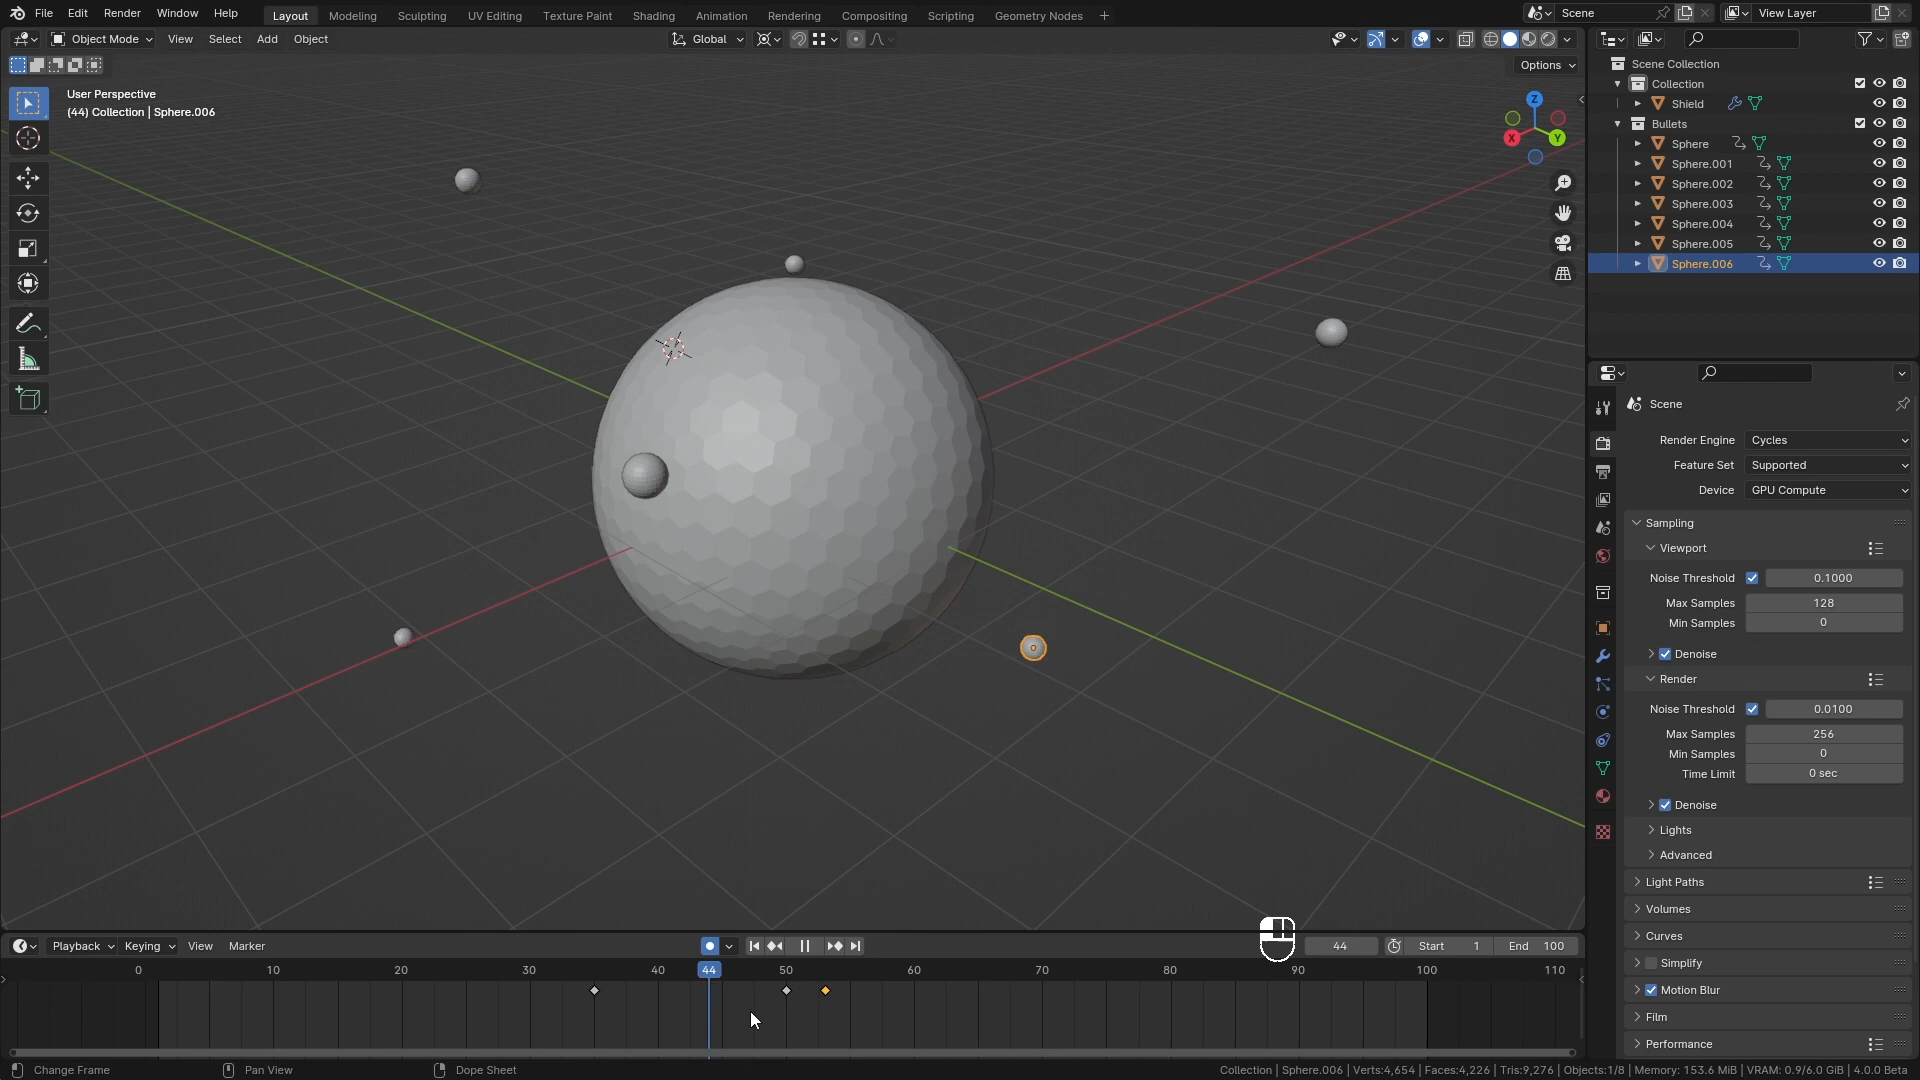 File Edit Render Window Help Layout Modeling Sculpting UV Editing Texture Paint Shading Animation Rendering Compositing Scripting Geometry Nodes + Scene View Layer
Object Mode View Select Add Object Global
Options
User Perspective
(44) Collection | Sphere.006
Z
X
Y
Scene Collection
Collection
Shield
Bullets
Sphere
Sphere.001
Sphere.002
Sphere.003
Sphere.004
Sphere.005
Sphere.006
Scene
Render Engine Cycles
Feature Set Supported
Device GPU Compute
Sampling
Viewport
Noise Threshold 0.1000
Max Samples 128
Min Samples 0
Denoise
Render
Noise Threshold 0.0100
Max Samples 256
Min Samples 0
Time Limit 0 sec
Denoise
Lights
Advanced
Light Paths
Volumes
Curves
Simplify
Motion Blur
Film
Performance
Playback Keying View Marker 44 Start 1 End 100
0 10 20 30 40 44 50 60 70 80 90 100 110
Change Frame Pan View Dope Sheet Collection | Sphere.006 | Verts:4,654 | Faces:4,226 | Tris:9,276 | Objects:1/8 | Memory: 153.6 MiB | VRAM: 0.9/6.0 GiB | 4.0.0 Beta